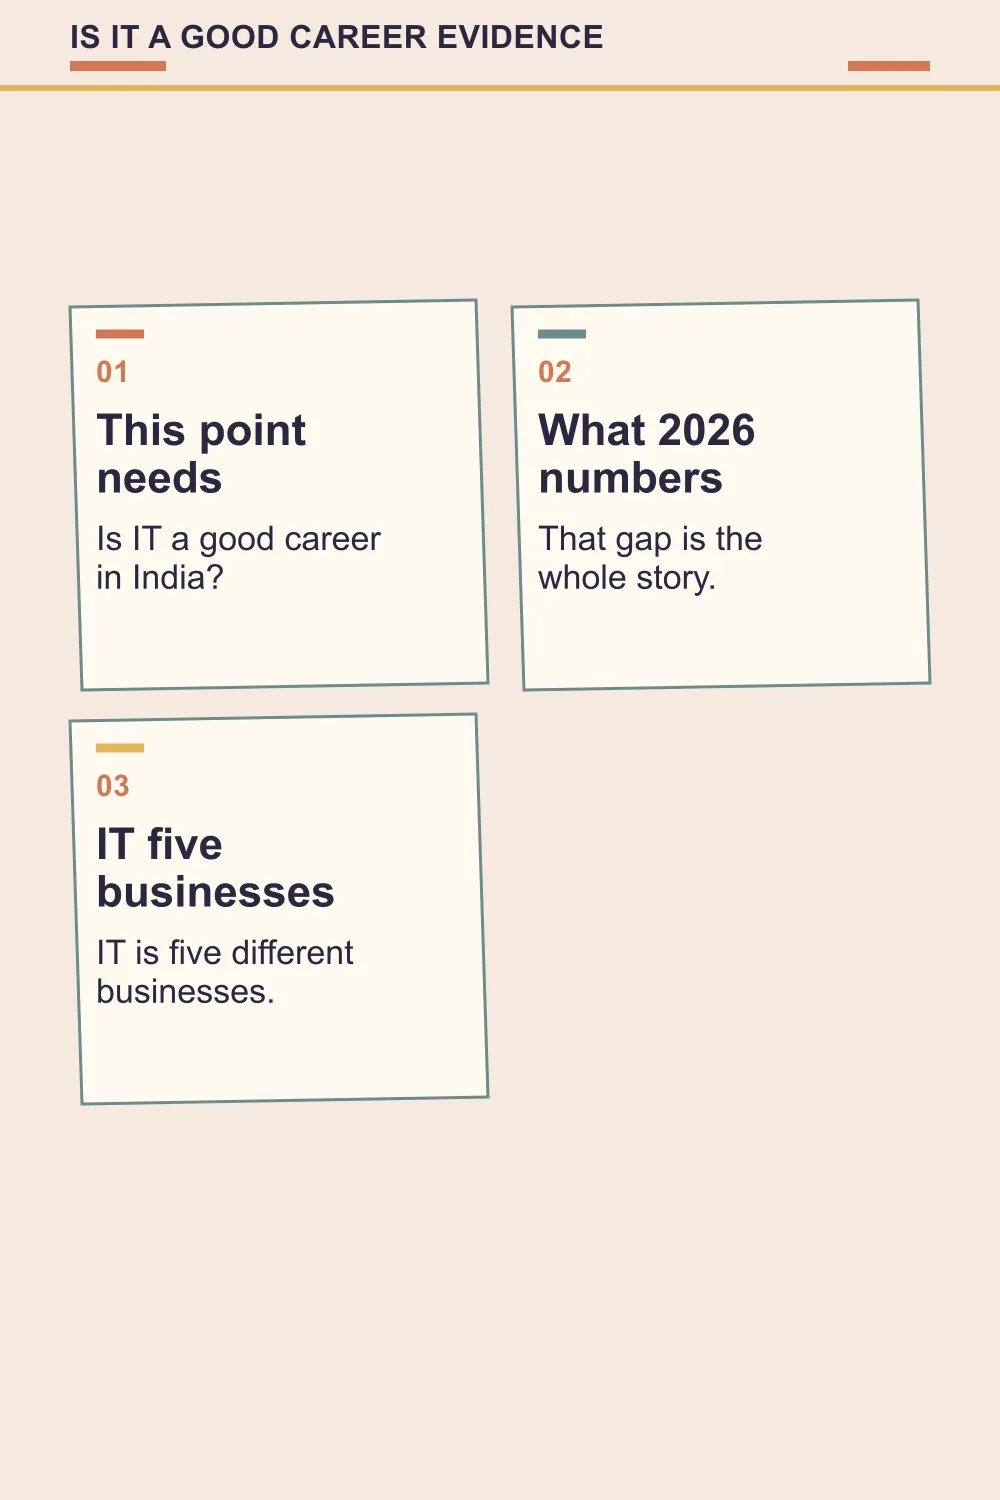 IS IT A GOOD CAREER EVIDENCE
01
This point
needs
Is IT a good career
in India?
02
What 2026
numbers
That gap is the
whole story.
03
IT five
businesses
IT is five different
businesses.